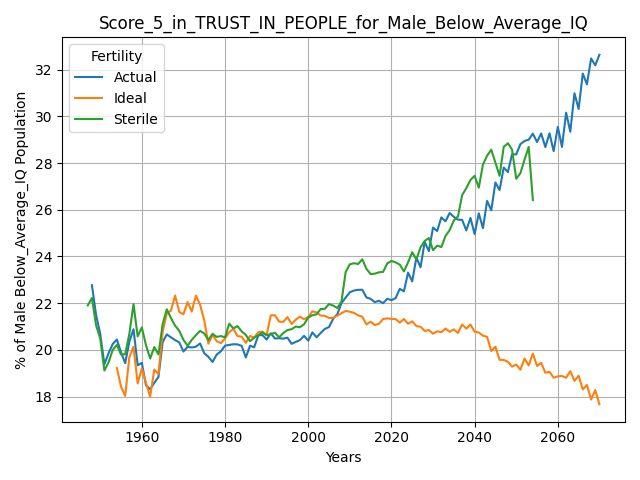 Score_5_in_TRUST_IN_PEOPLE_for_Male_Below_Average_IQ
% of Male Below_Average_IQ Population
Fertility
Actual
Ideal
Sterile
32
30
28
26
24
22
20
18
1960
1980
2000
2020
2040
2060
Years